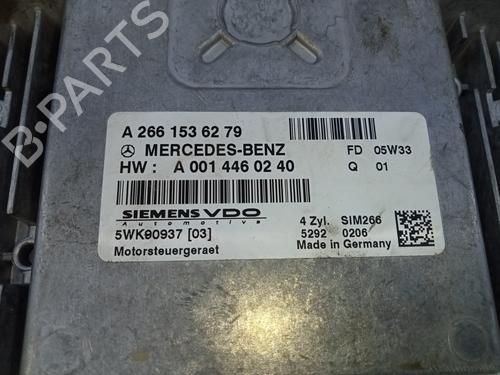 A 266 153 62 79
MERCEDES-BENZ FD 05W33
HW : A 001 446 02 40 Q 01
SIEMENS VDO
Automotive
4 Zyl. SIM266
5WK90937 [03] 5292 0206
Motorsteuergeraet Made in Germany
B-PARTS